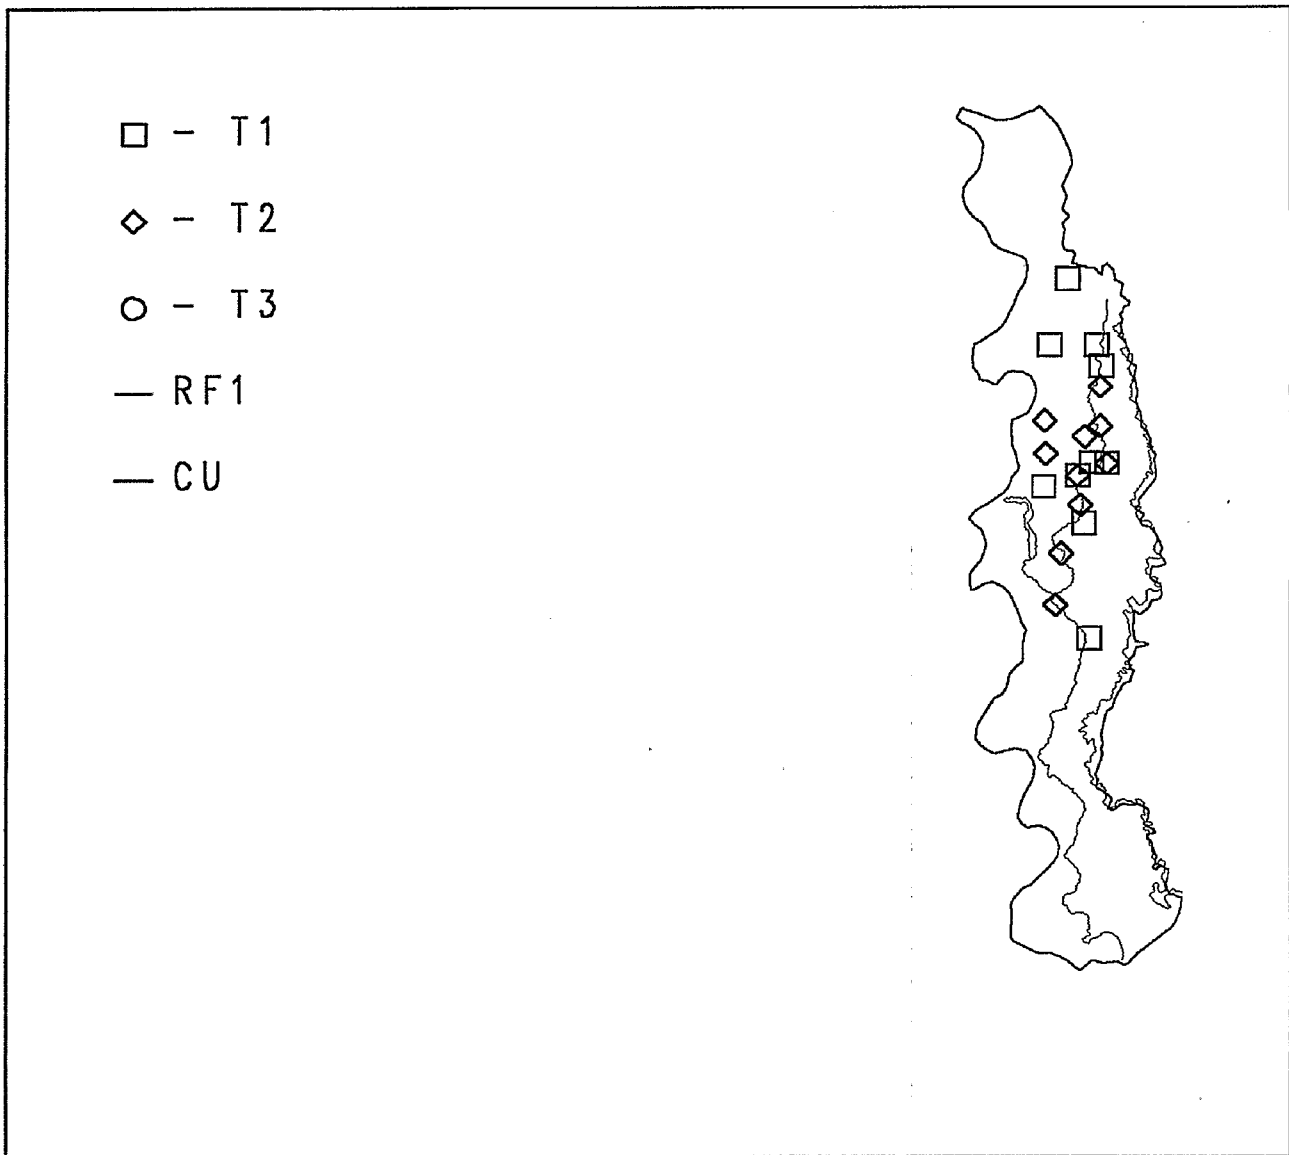 □ - T1
◇ - T2
○ - T3
— RF1
— CU